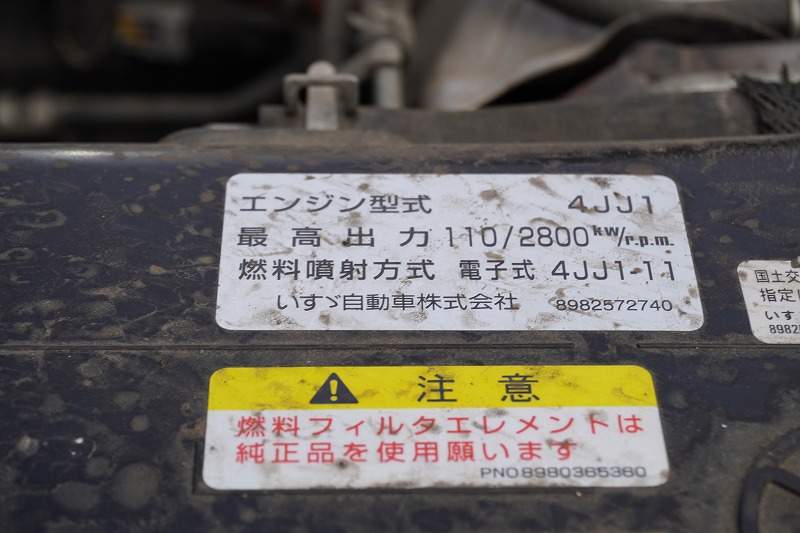 エンジン型式 4JJ1
最高出力 110/2800kW/r.p.m.
燃料噴射方式 電子式 4JJ1-11
いすゞ自動車株式会社 8982572740
国土交
指定
いす
8982
注意
燃料フィルタエレメントは
純正品を使用願います
PNO8980365360